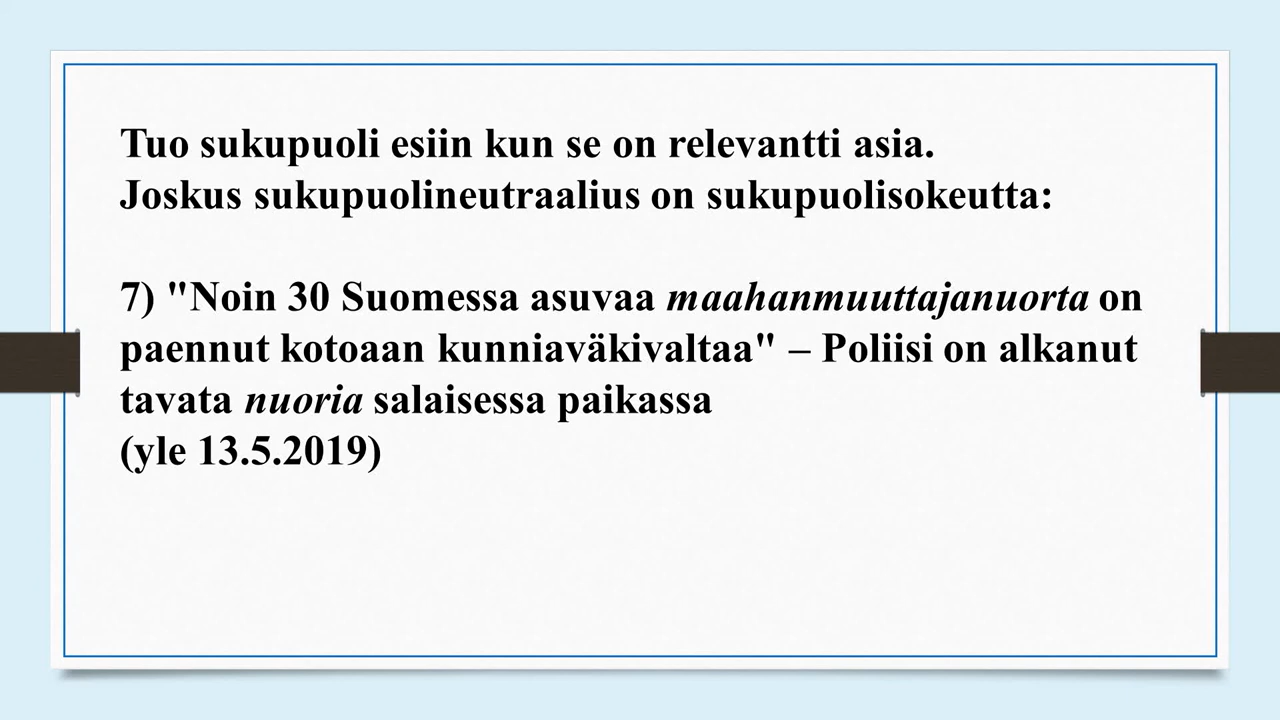 Tuo sukupuoli esiin kun se on relevantti asia.
Joskus sukupuolineutraalius on sukupuolisokeutta:
7) "Noin 30 Suomessa asuvaa maahanmuuttajanuorta on
paennut kotoaan kunniaväkivaltaa" – Poliisi on alkanut
tavata nuoria salaisessa paikassa
(yle 13.5.2019)